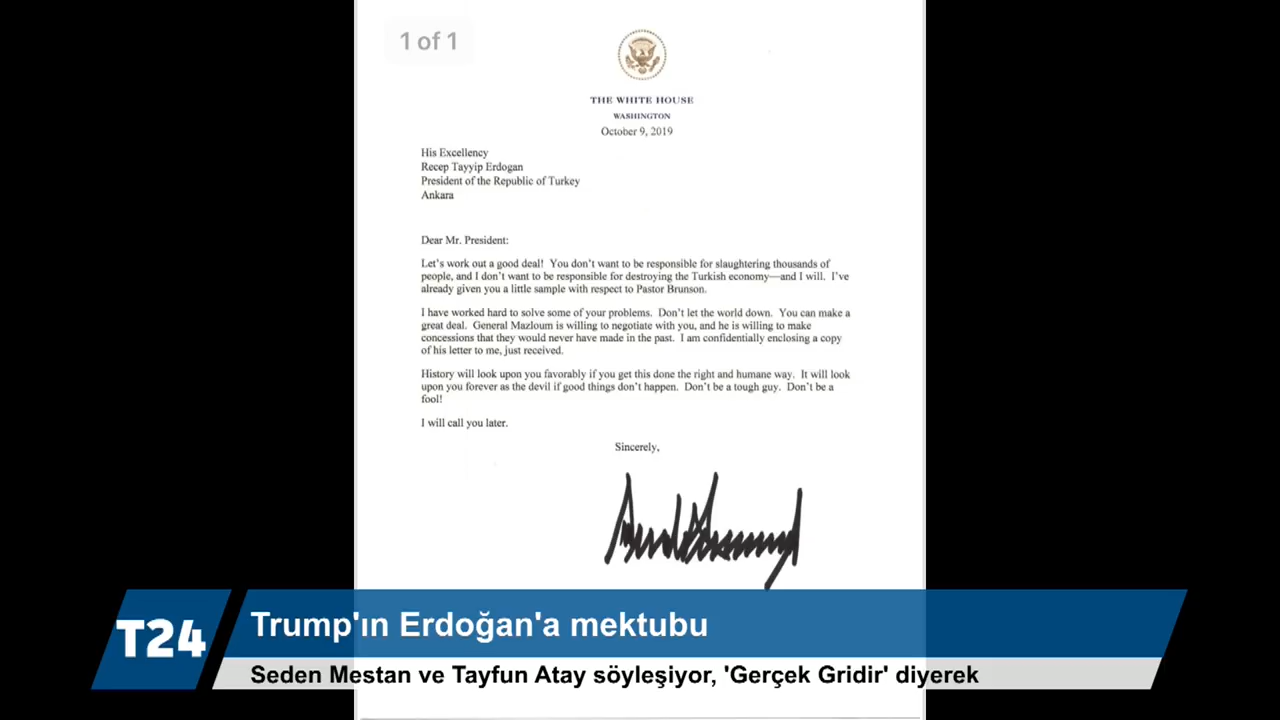 1 of 1
THE WHITE HOUSE
WASHINGTON
October 9, 2019
His Excellency
Recep Tayyip Erdogan
President of the Republic of Turkey
Ankara
Dear Mr. President:
Let's work out a good deal! You don't want to be responsible for slaughtering thousands of
people, and I don't want to be responsible for destroying the Turkish economy—and I will. I've
already given you a little sample with respect to Pastor Brunson.
I have worked hard to solve some of your problems. Don't let the world down. You can make a
great deal. General Mazloum is willing to negotiate with you, and he is willing to make
concessions that they would never have made in the past. I am confidentially enclosing a copy
of his letter to me, just received.
History will look upon you favorably if you get this done the right and humane way. It will look
upon you forever as the devil if good things don't happen. Don't be a tough guy. Don't be a
fool!
I will call you later.
Sincerely,
T24
Trump'ın Erdoğan'a mektubu
Seden Mestan ve Tayfun Atay söyleşiyor, 'Gerçek Gridir' diyerek